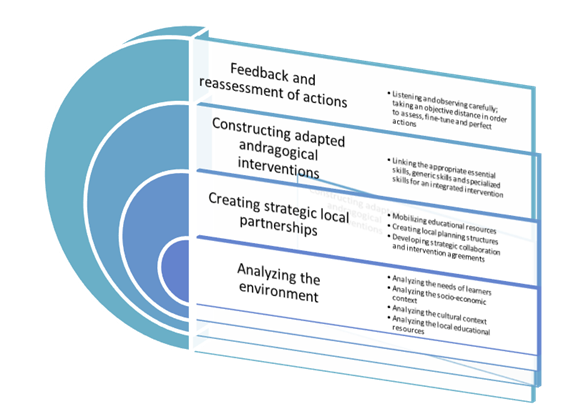 Feedback and
reassessment of actions
• Listening and observing carefully;
taking an objective distance in order
to assess, fine-tune and perfect
actions
Constructing adapted
andragogical
interventions
• Linking the appropriate essential
skills, generic skills and specialized
skills for an integrated intervention
Creating strategic local
partnerships
• Mobilizing educational resources
• Creating local planning structures
• Developing strategic collaboration
and intervention agreements
Analyzing the
environment
• Analyzing the needs of learners
• Analyzing the socio-economic
context
• Analyzing the cultural context
• Analyzing the local educational
resources